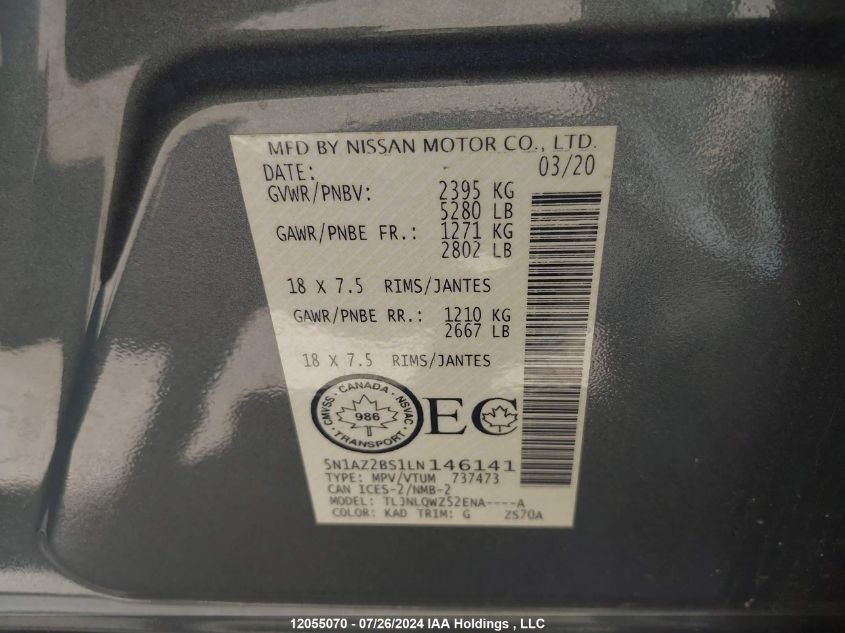 MFD BY NISSAN MOTOR CO., LTD.
DATE: - 03/20
GVWR/PNBV: 2395 KG
5280 LB
GAWR/PNBE FR.: 1271 KG
2802 LB
18 X 7.5 RIMS/JANTES
GAWR/PNBE RR.: 1210 KG
2667 LB
18 X 7.5 RIMS/JANTES
CMVSS - CANADA - NSVAC
986
TRANSPORT
EC
5N1AZ2BS1LN146141
TYPE: MPV/VTUM 737473
CAN ICES-2/NMB-2
MODEL: TLJNLQWZ52ENA----A
COLOR: KAD TRIM: G ZS70A
12055070 - 07/26/2024 IAA Holdings , LLC